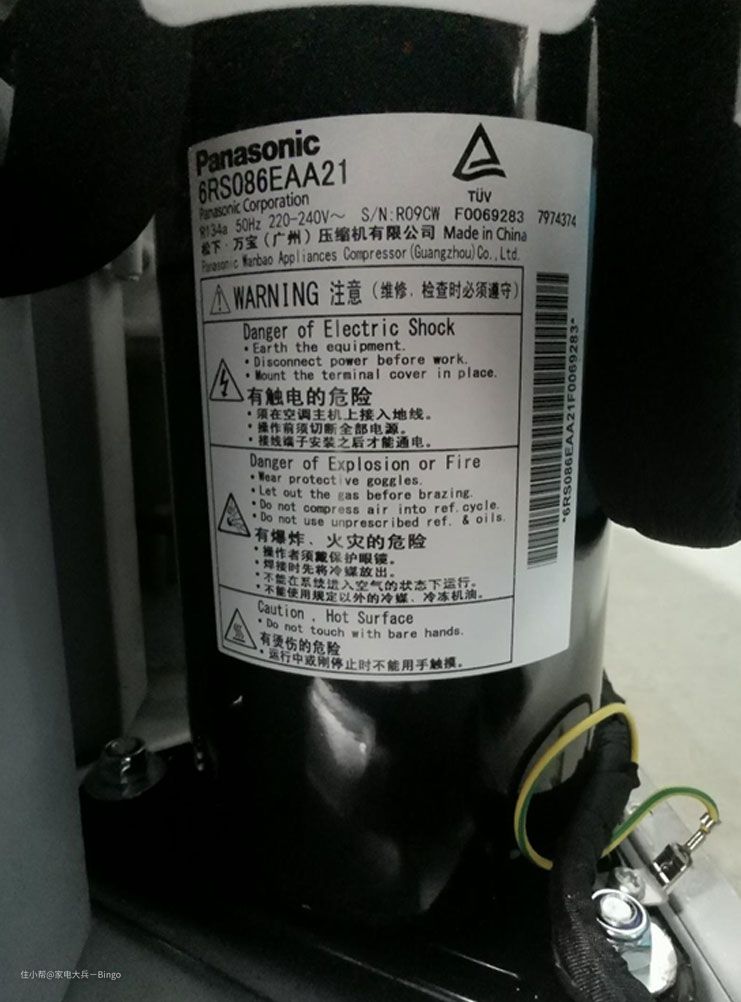 Panasonic
6RS086EAA21
Panasonic Corporation
R134a 50Hz 220-240V～ S/N:R09CW F0069283 7974374
松下·万宝（广州）压缩机有限公司 Made in China
Panasonic Wanbao Appliances Compressor (Guangzhou) Co., Ltd.
TÜV
WARNING 注意（维修，检查时必须遵守）
Danger of Electric Shock
・Earth the equipment.
・Disconnect power before work.
・Mount the terminal cover in place.
有触电的危险
・须在空调主机上接入地线。
・操作前须切断全部电源。
・接线端子安装之后才能通电。
Danger of Explosion or Fire
・Wear protective goggles.
・Let out the gas before brazing.
・Do not compress air into ref.cycle.
・Do not use unprescribed ref. & oils.
有爆炸、火灾的危险
・操作者须戴保护眼镜。
・焊接时先将冷媒放出。
・不能在系统进入空气的状态下运行。
・不能使用规定以外的冷媒、冷冻机油。
Caution , Hot Surface
・Do not touch with bare hands.
有烫伤的危险
・运行中或刚停止时不能用手触摸。
*6RS086EAA21F0069283*
住小帮@家电大兵－Bingo